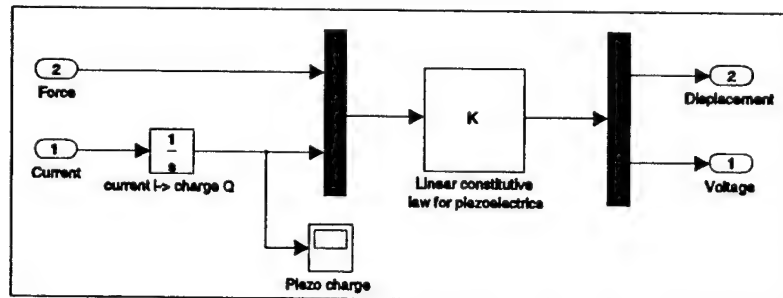 2
Force
1
Current
1
s
current I-> charge Q
Piezo charge
K
Linear constitutive
law for piezoelectrics
2
Displacement
1
Voltage